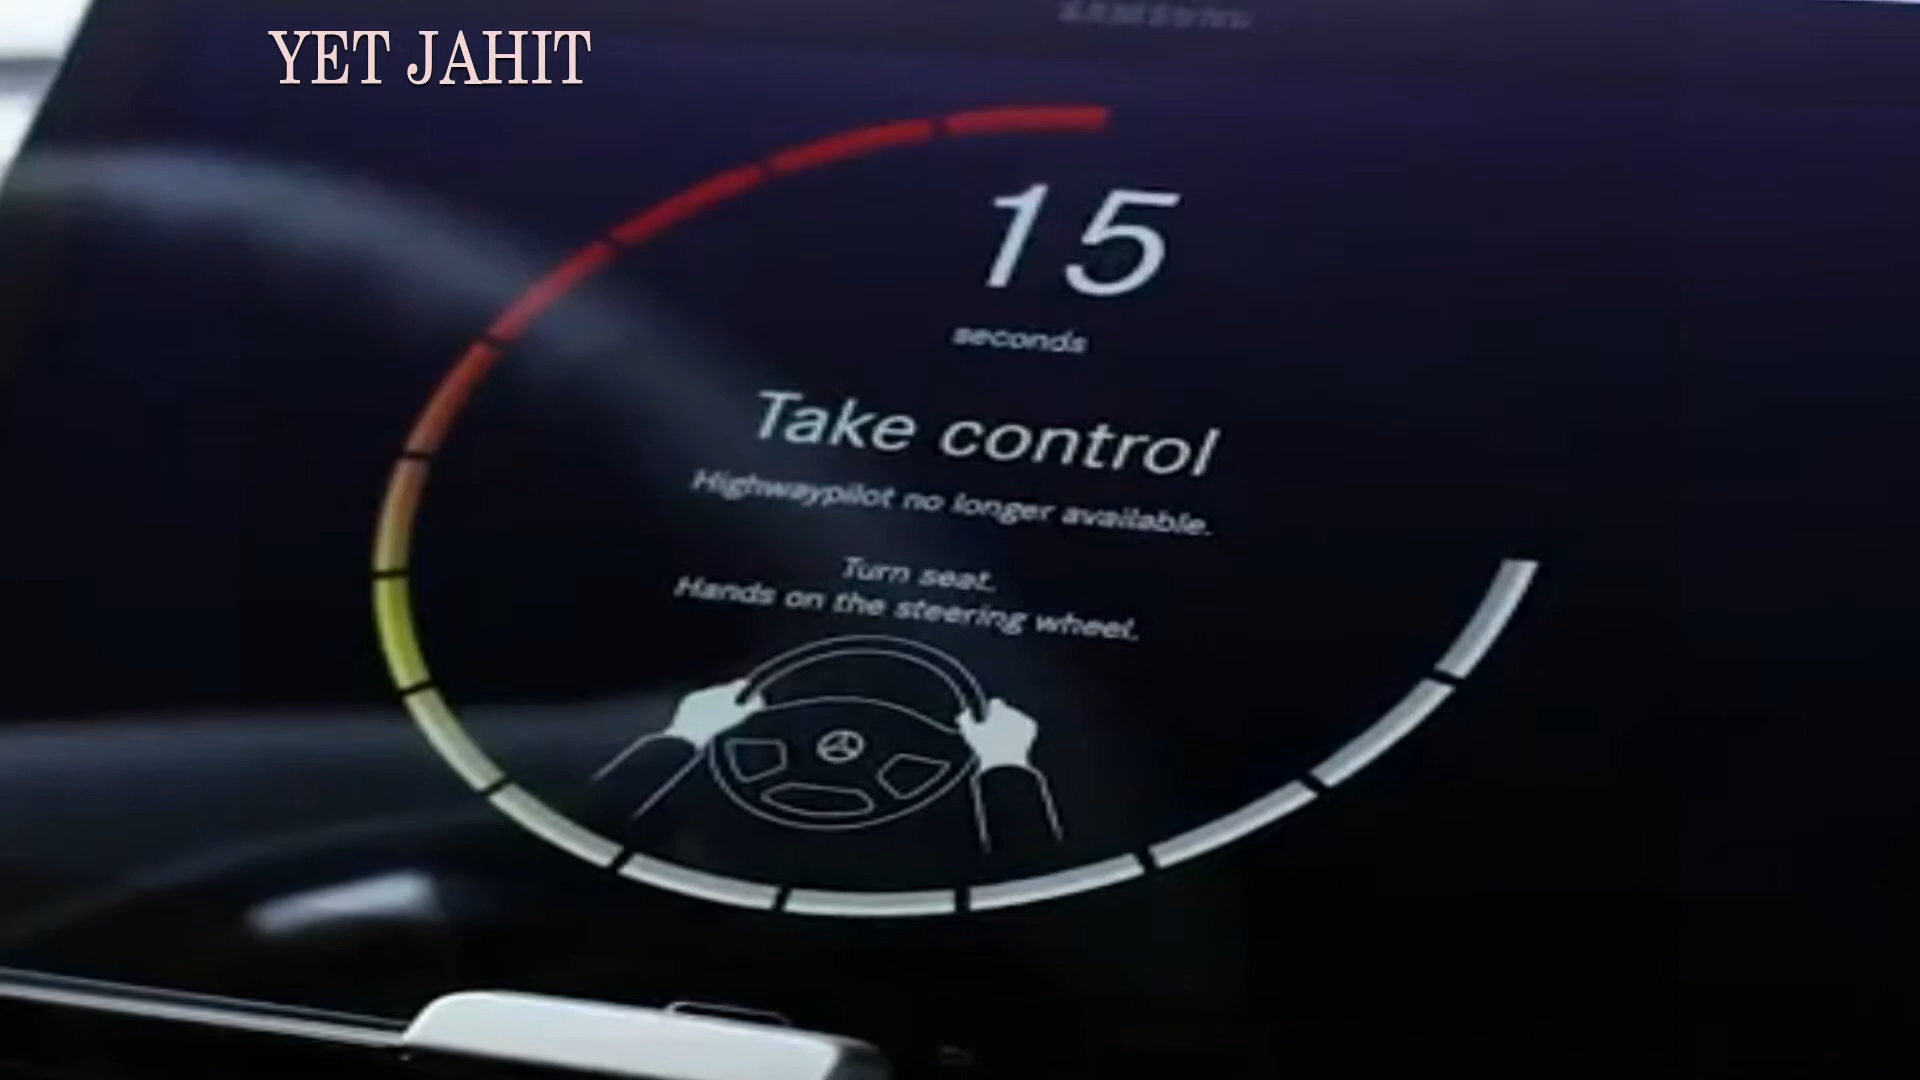 YET JAHIT
15
seconds
Take control
Highwaypilot no longer available.
Turn seat.
Hands on the steering wheel.